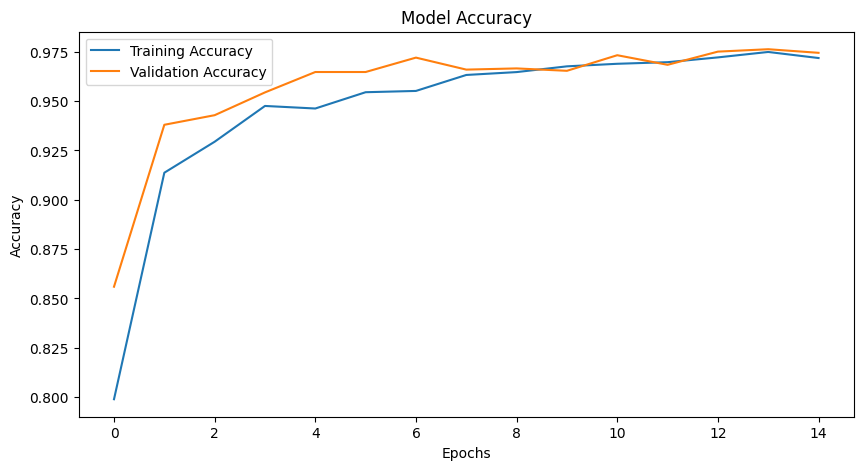 Model Accuracy
Training Accuracy
Validation Accuracy
0.975
0.950
0.925
0.900
0.875
0.850
0.825
0.800
Accuracy
0 2 4 6 8 10 12 14
Epochs